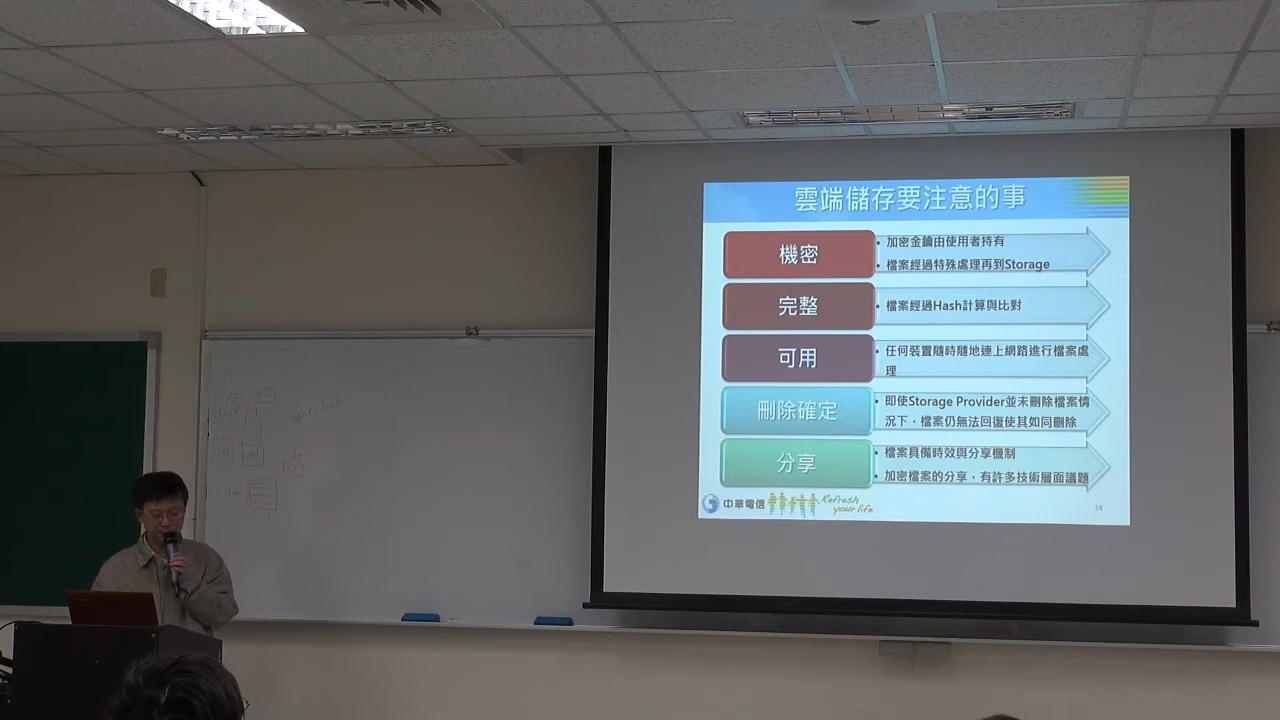 雲端儲存要注意的事
機密
• 加密金鑰由使用者持有
• 檔案經過特殊處理再到Storage
完整
• 檔案經過Hash計算與比對
可用
• 任何裝置隨時隨地連上網路進行檔案處
理
刪除確定
• 即使Storage Provider並未刪除檔案情
況下，檔案仍無法回復使其如同刪除
分享
• 檔案具備時效與分享機制
• 加密檔案的分享，有許多技術層面議題
中華電信
Refresh
your life
34